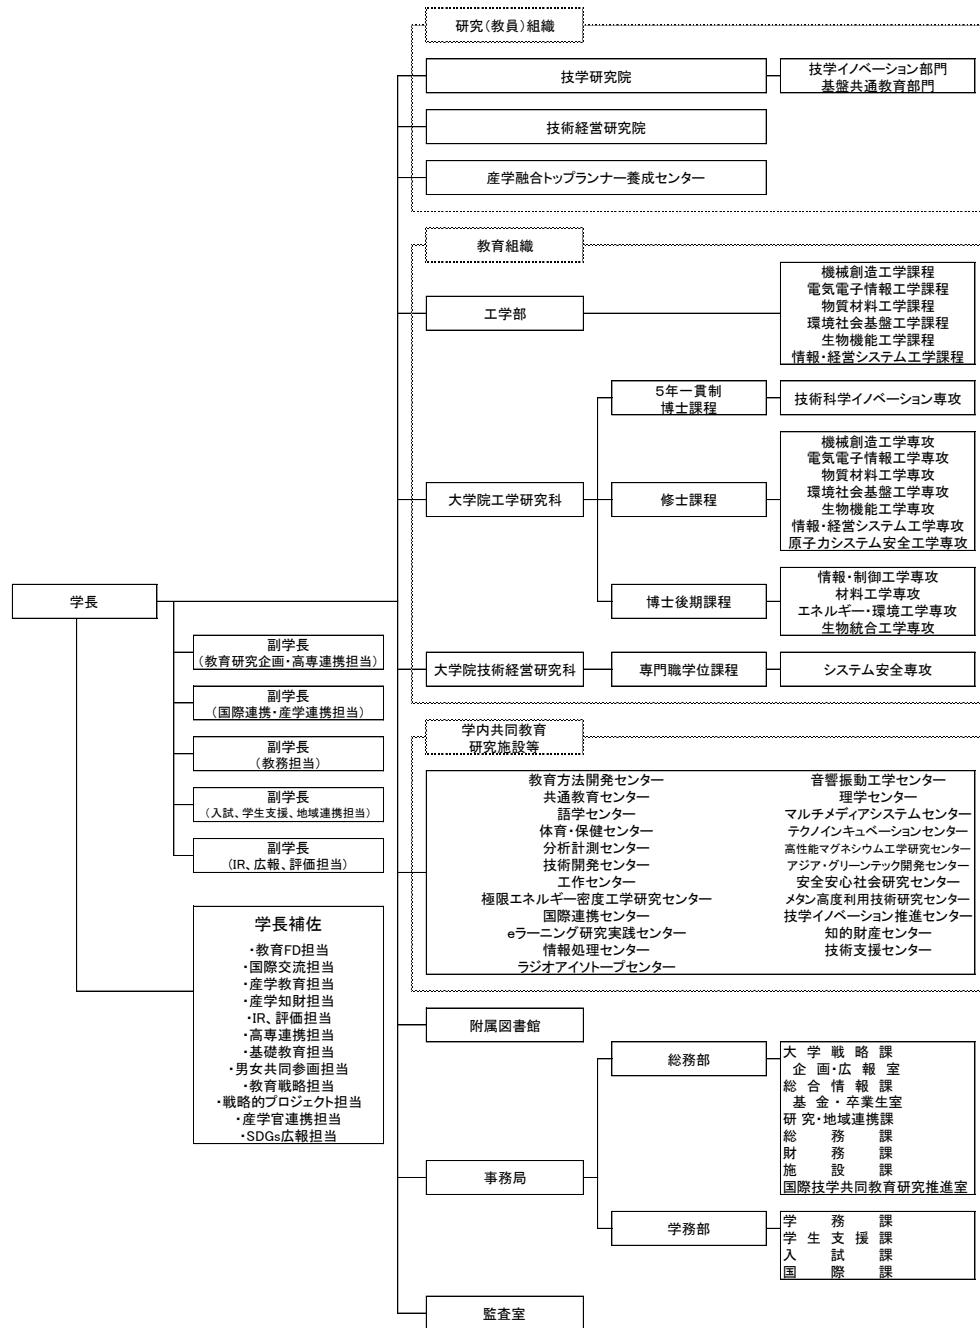 研究(教員)組織
技学研究院
技学イノベーション部門
基盤共通教育部門
技術経営研究院
産学融合トップランナー養成センター
教育組織
工学部
機械創造工学課程
電気電子情報工学課程
物質材料工学課程
環境社会基盤工学課程
生物機能工学課程
情報・経営システム工学課程
大学院工学研究科
5年一貫制
博士課程
技術科学イノベーション専攻
修士課程
機械創造工学専攻
電気電子情報工学専攻
物質材料工学専攻
環境社会基盤工学専攻
生物機能工学専攻
情報・経営システム工学専攻
原子力システム安全工学専攻
博士後期課程
情報・制御工学専攻
材料工学専攻
エネルギー・環境工学専攻
生物統合工学専攻
大学院技術経営研究科
専門職学位課程
システム安全専攻
学長
副学長
(教育研究企画・高専連携担当)
副学長
(国際連携・産学連携担当)
副学長
(教務担当)
副学長
(入試、学生支援、地域連携担当)
副学長
(IR、広報、評価担当)
学長補佐
・教育FD担当
・国際交流担当
・産学教育担当
・産学知財担当
・IR、評価担当
・高専連携担当
・基礎教育担当
・男女共同参画担当
・教育戦略担当
・戦略的プロジェクト担当
・産学官連携担当
・SDGs広報担当
学内共同教育
研究施設等
教育方法開発センター
共通教育センター
語学センター
体育・保健センター
分析計測センター
技術開発センター
工作センター
極限エネルギー密度工学研究センター
国際連携センター
eラーニング研究実践センター
情報処理センター
ラジオアイソトープセンター
音響振動工学センター
理学センター
マルチメディアシステムセンター
テクノインキュベーションセンター
高性能マグネシウム工学研究センター
アジア・グリーンテック開発センター
安全安心社会研究センター
メタン高度利用技術研究センター
技学イノベーション推進センター
知的財産センター
技術支援センター
附属図書館
事務局
総務部
大 学 戦 略 課
企 画・広 報 室
総 合 情 報 課
基 金 ・ 卒業生室
研 究・地域連携課
総 務 課
財 務 課
施 設 課
国際技学共同教育研究推進室
学務部
学 務 課
学 生 支 援 課
入 試 課
国 際 課
監査室